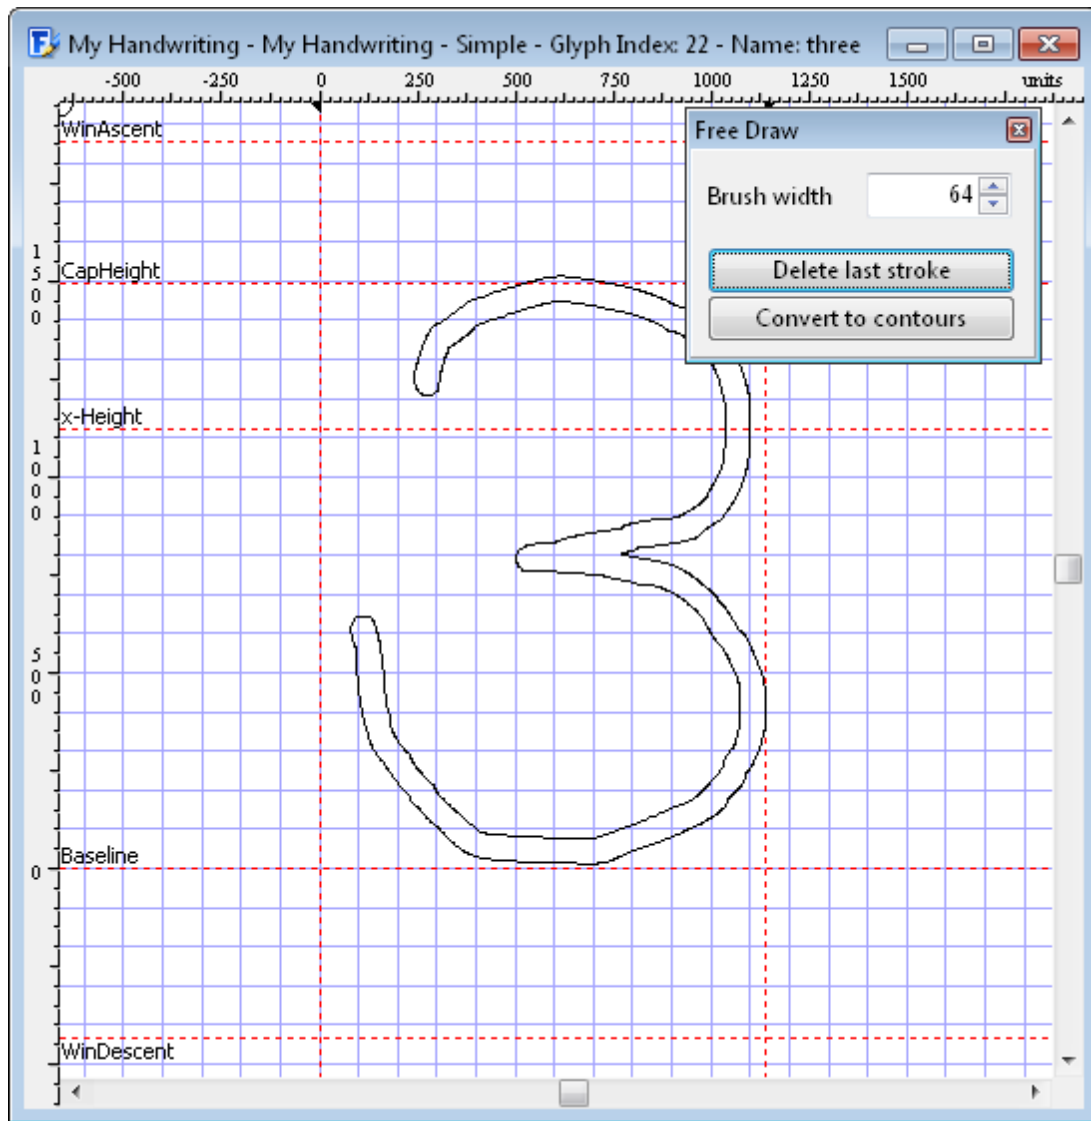 My Handwriting - My Handwriting - Simple - Glyph Index: 22 - Name: three
-500 -250 0 250 500 750 1000 1250 1500 units
WinAscent
Free Draw
Brush width 64
Delete last stroke
Convert to contours
1500
CapHeight
x-Height
1000
3
500
Baseline
0
WinDescent